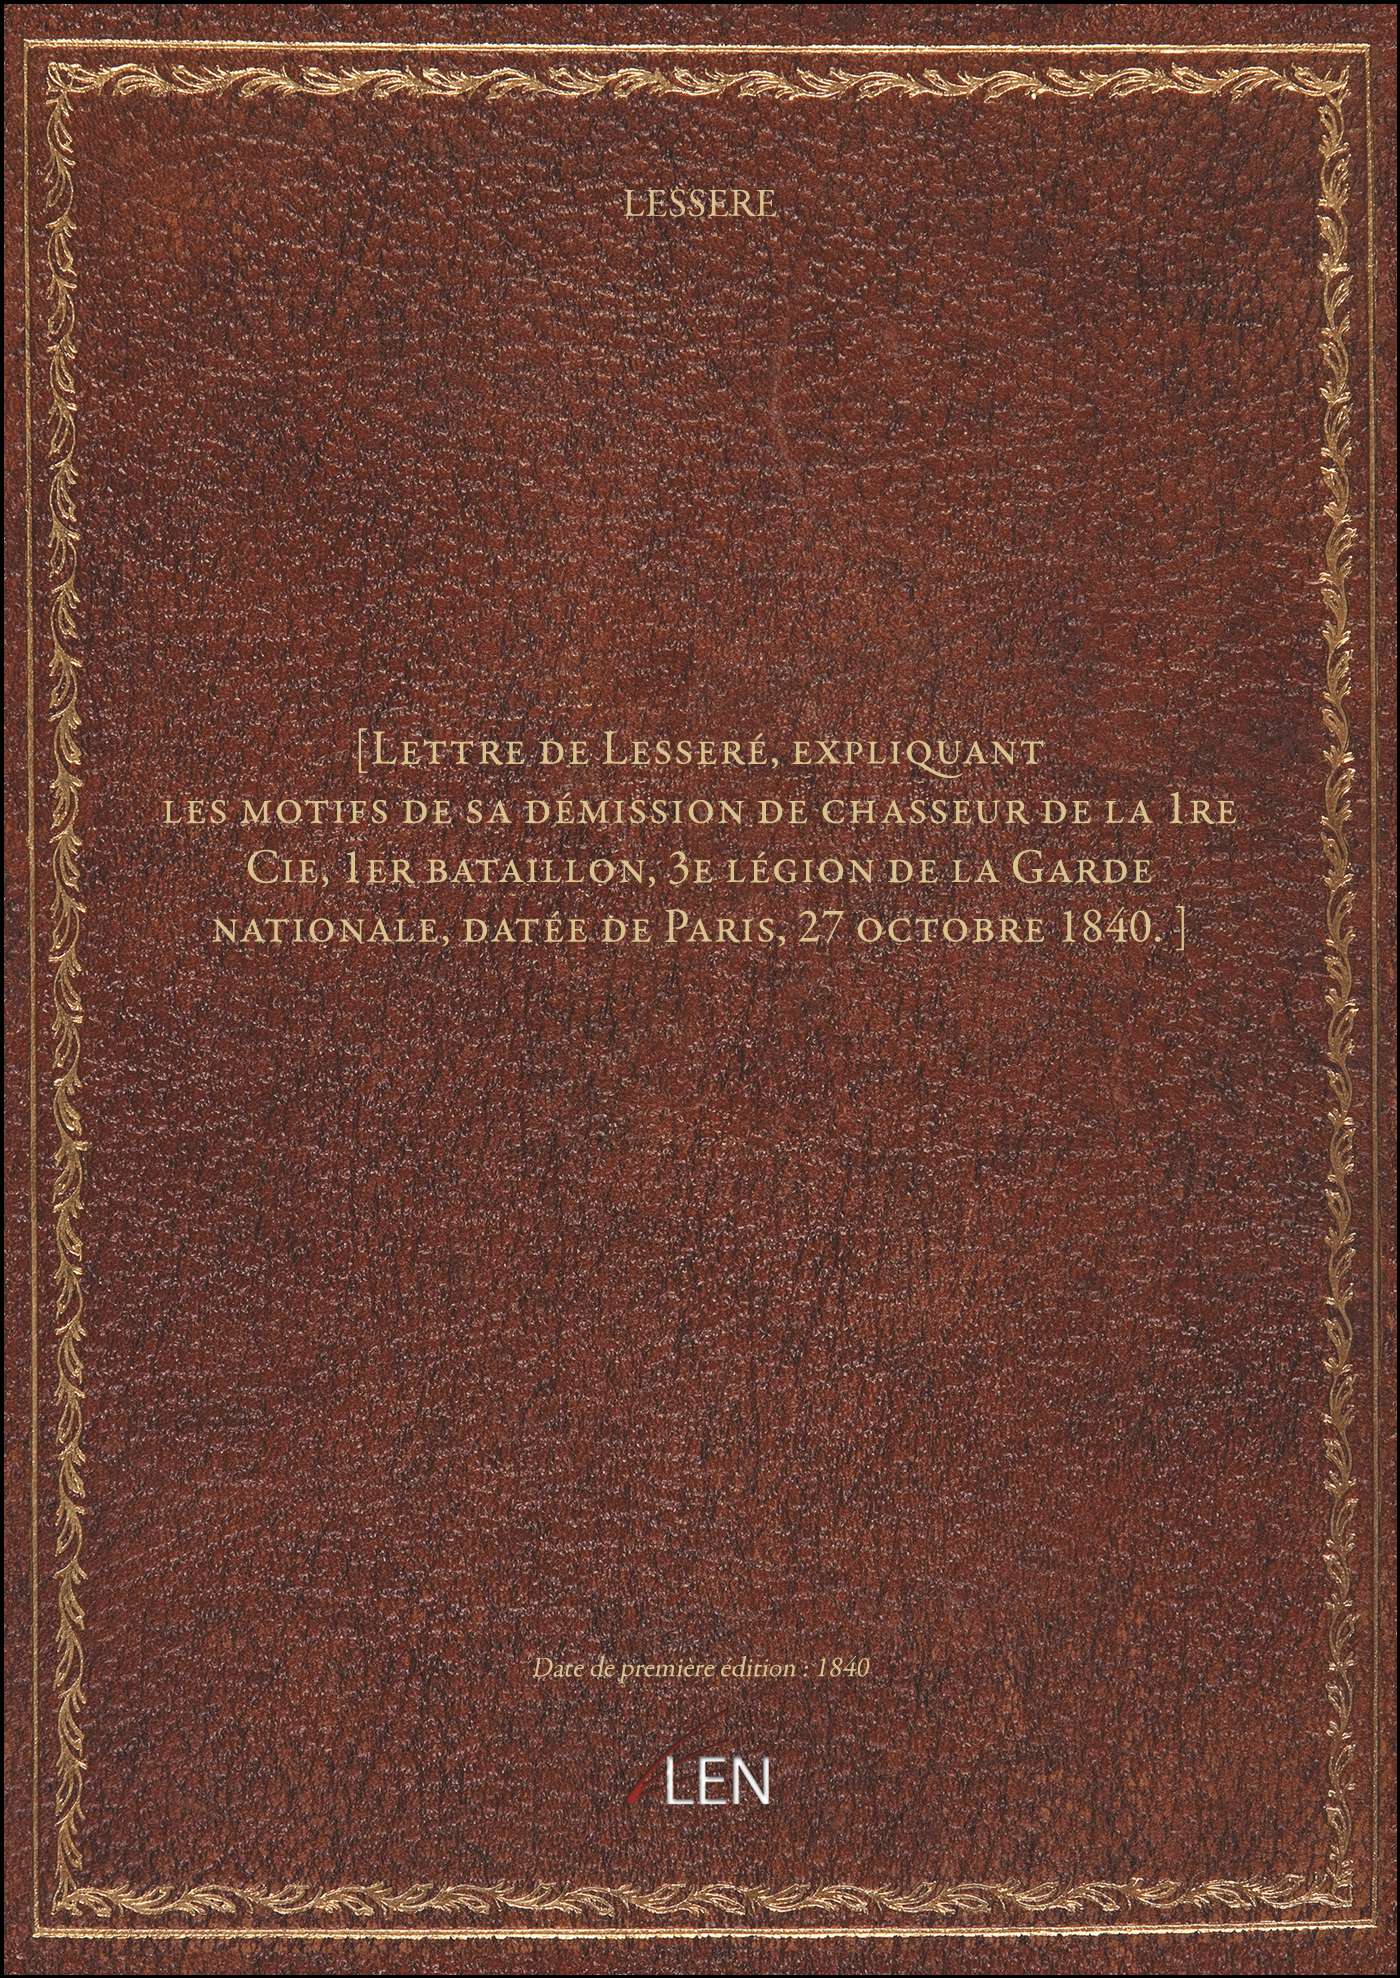 LESSERE
[Lettre de Lesseré, expliquant
les motifs de sa démission de chasseur de la 1re
Cie, 1er bataillon, 3e légion de la Garde
nationale, datée de Paris, 27 octobre 1840. ]
Date de première édition : 1840
LEN